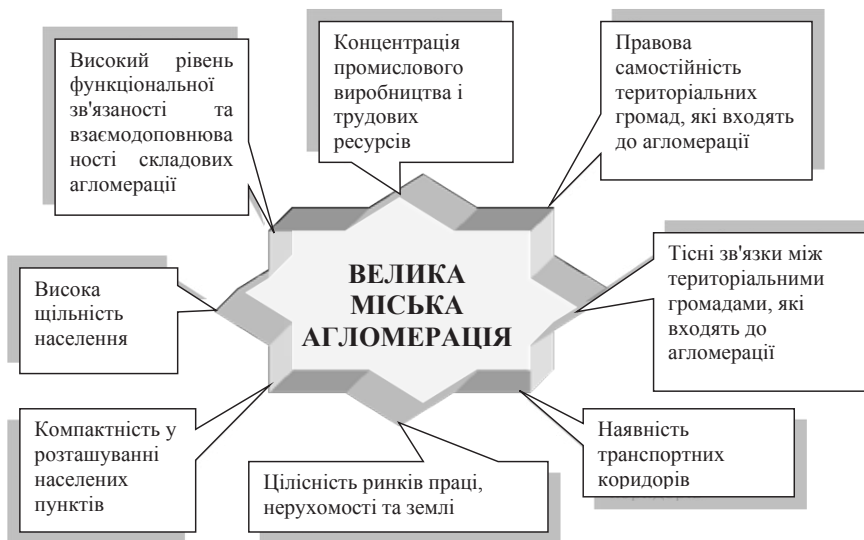 Високий рівень
функціональної
зв'язаності та
взаємодоповнюва
ності складових
агломерації
Концентрація
промислового
виробництва і
трудових
ресурсів
Правова
самостійність
територіальних
громад, які входять
до агломерації
Висока
щільність
населення
ВЕЛИКА
МІСЬКА
АГЛОМЕРАЦІЯ
Тісні зв'язки між
територіальними
громадами, які
входять до
агломерації
Компактність у
розташуванні
населених
пунктів
Цілісність ринків праці,
нерухомості та землі
Наявність
транспортних
коридорів